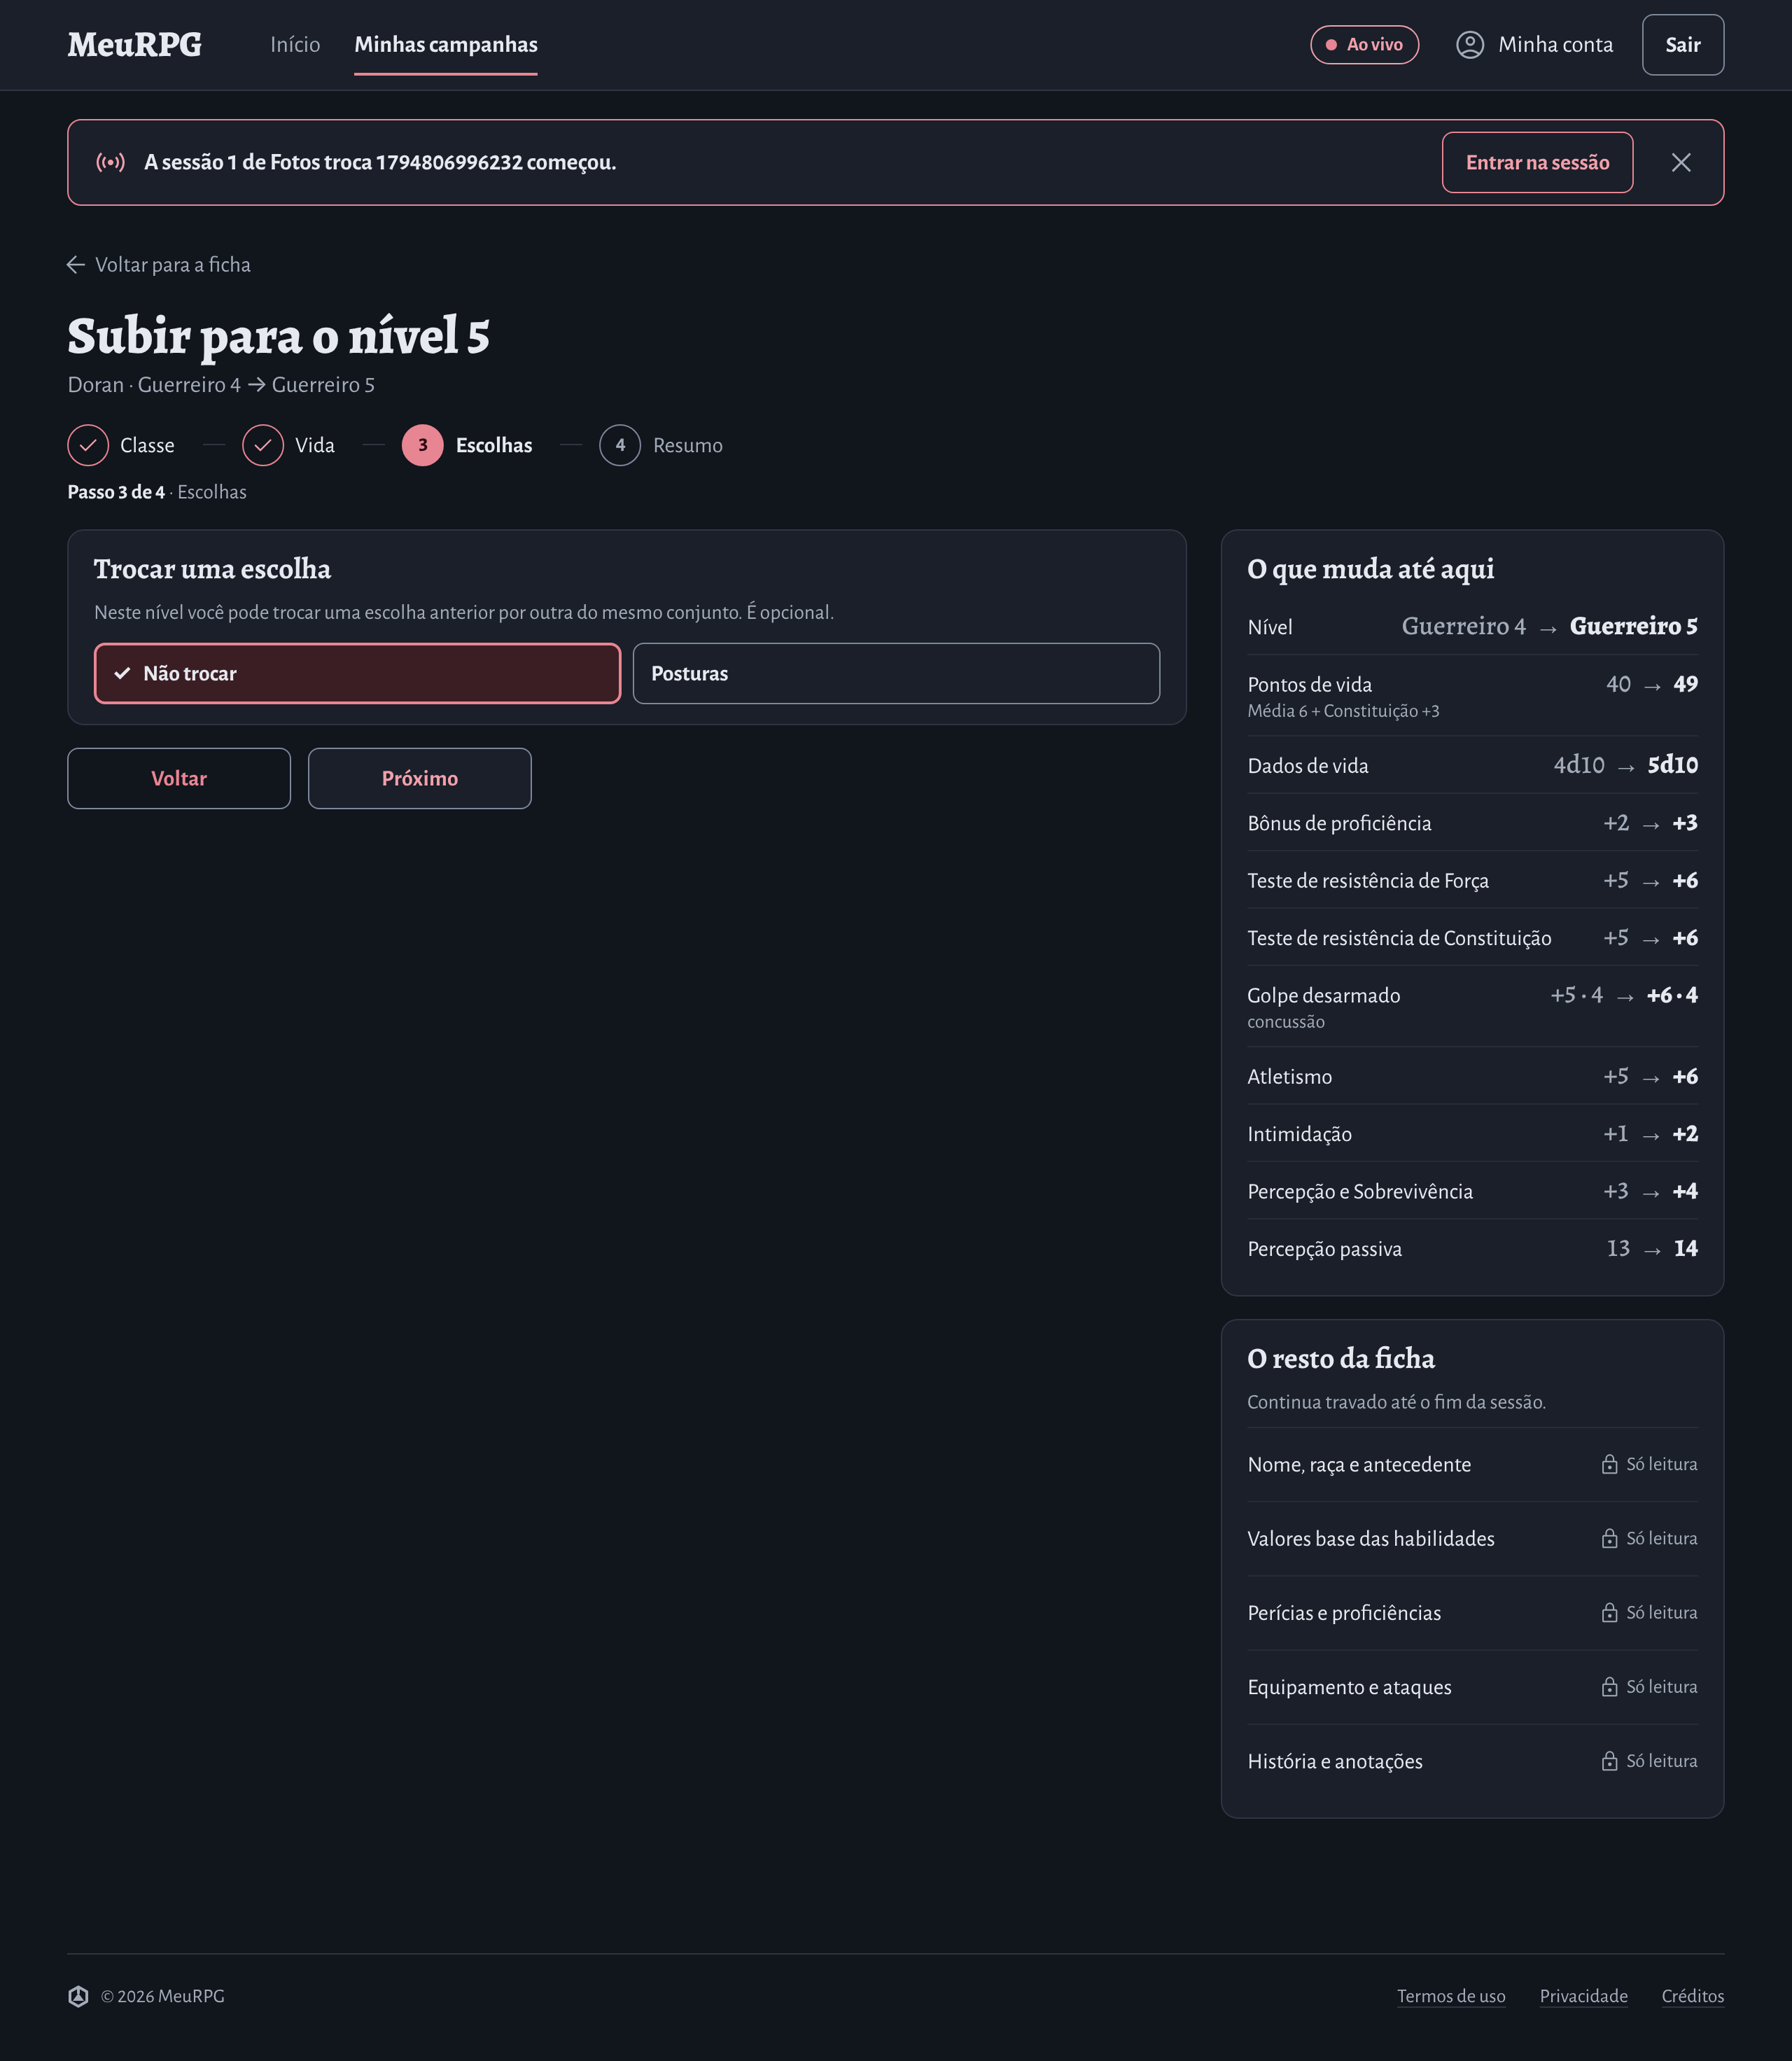 MeuRPG
Início
Minhas campanhas
Ao vivo
Minha conta
Sair
A sessão 1 de Fotos troca 1794806996232 começou.
Entrar na sessão
Voltar para a ficha
Subir para o nível 5
Doran · Guerreiro 4 → Guerreiro 5
Classe
Vida
3 Escolhas
4 Resumo
Passo 3 de 4 · Escolhas
Trocar uma escolha
Neste nível você pode trocar uma escolha anterior por outra do mesmo conjunto. É opcional.
Não trocar
Posturas
Voltar
Próximo
O que muda até aqui
Nível Guerreiro 4 → Guerreiro 5
Pontos de vida 40 → 49
Média 6 + Constituição +3
Dados de vida 4d10 → 5d10
Bônus de proficiência +2 → +3
Teste de resistência de Força +5 → +6
Teste de resistência de Constituição +5 → +6
Golpe desarmado +5 · 4 → +6 · 4
concussão
Atletismo +5 → +6
Intimidação +1 → +2
Percepção e Sobrevivência +3 → +4
Percepção passiva 13 → 14
O resto da ficha
Continua travado até o fim da sessão.
Nome, raça e antecedente Só leitura
Valores base das habilidades Só leitura
Perícias e proficiências Só leitura
Equipamento e ataques Só leitura
História e anotações Só leitura
© 2026 MeuRPG
Termos de uso
Privacidade
Créditos